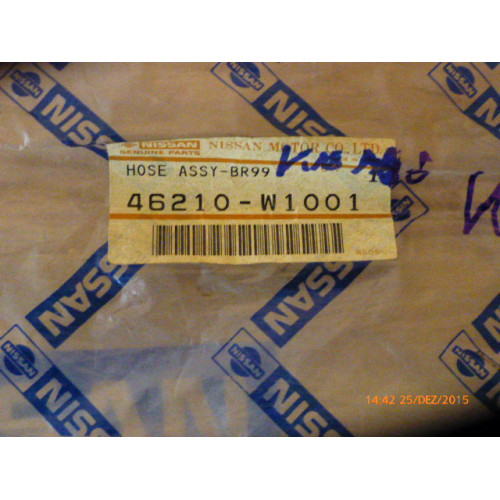 NISSAN
GENUINE PARTS
NISSAN MOTOR CO., LTD.
HOSE ASSY-BR99
46210-W1001
NISSAN
NISSAN
NISSAN
NISSAN
NISSAN
NISSAN
14:42 25/DEZ/2015